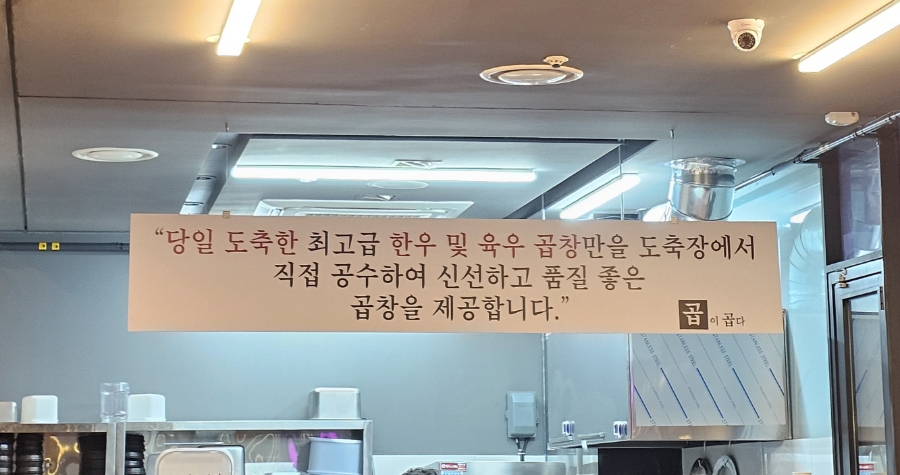 “당일 도축한 최고급 한우 및 육우 곱창만을 도축장에서
직접 공수하여 신선하고 품질 좋은
곱창을 제공합니다.”
곱이 곱다